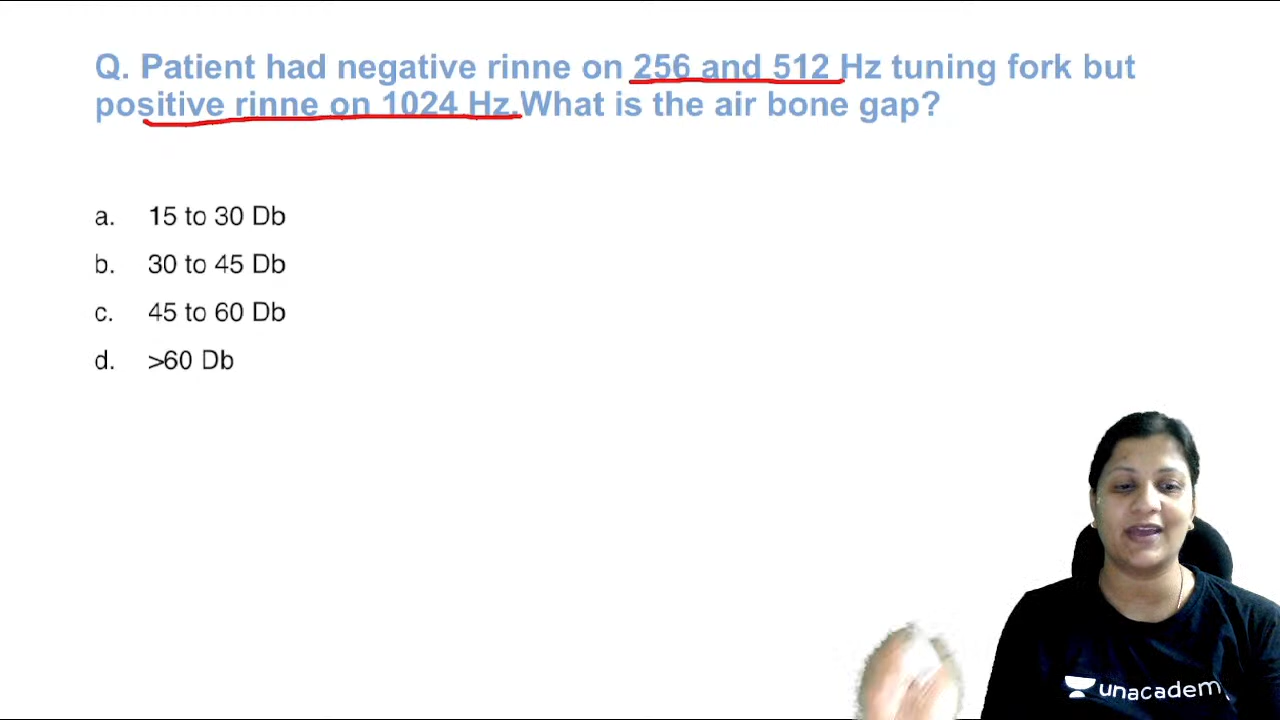 Q. Patient had negative rinne on 256 and 512 Hz tuning fork but
positive rinne on 1024 Hz.What is the air bone gap?
a. 15 to 30 Db
b. 30 to 45 Db
c. 45 to 60 Db
d. >60 Db
unacadem